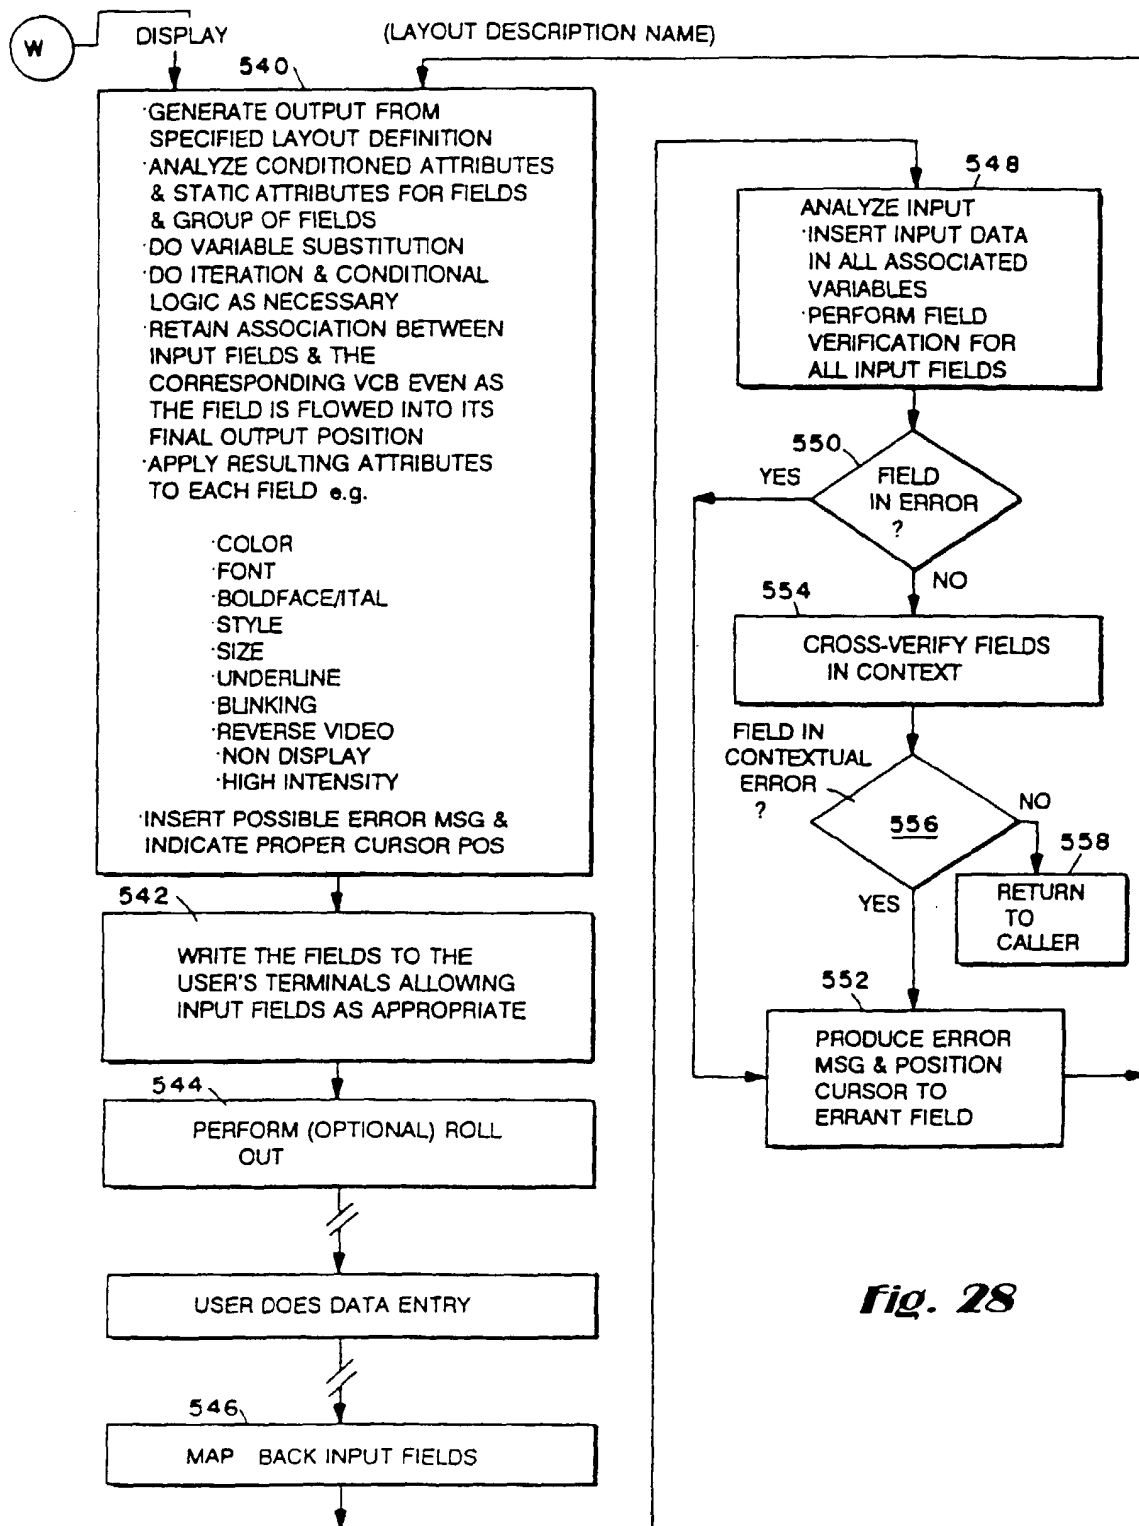 W
DISPLAY
(LAYOUT DESCRIPTION NAME)
540
·GENERATE OUTPUT FROM
SPECIFIED LAYOUT DEFINITION
·ANALYZE CONDITIONED ATTRIBUTES
& STATIC ATTRIBUTES FOR FIELDS
& GROUP OF FIELDS
·DO VARIABLE SUBSTITUTION
·DO ITERATION & CONDITIONAL
LOGIC AS NECESSARY
·RETAIN ASSOCIATION BETWEEN
INPUT FIELDS & THE
CORRESPONDING VCB EVEN AS
THE FIELD IS FLOWED INTO ITS
FINAL OUTPUT POSITION
·APPLY RESULTING ATTRIBUTES
TO EACH FIELD e.g.
·COLOR
·FONT
·BOLDFACE/ITAL
·STYLE
·SIZE
·UNDERLINE
·BLINKING
·REVERSE VIDEO
·NON DISPLAY
·HIGH INTENSITY
·INSERT POSSIBLE ERROR MSG &
INDICATE PROPER CURSOR POS
542
WRITE THE FIELDS TO THE
USER'S TERMINALS ALLOWING
INPUT FIELDS AS APPROPRIATE
544
PERFORM (OPTIONAL) ROLL
OUT
USER DOES DATA ENTRY
546
MAP BACK INPUT FIELDS
548
ANALYZE INPUT
·INSERT INPUT DATA
IN ALL ASSOCIATED
VARIABLES
·PERFORM FIELD
VERIFICATION FOR
ALL INPUT FIELDS
550
YES
FIELD
IN ERROR
?
NO
554
CROSS-VERIFY FIELDS
IN CONTEXT
FIELD IN
CONTEXTUAL
ERROR
?
556
NO
558
RETURN
TO
CALLER
YES
552
PRODUCE ERROR
MSG & POSITION
CURSOR TO
ERRANT FIELD
Fig. 28